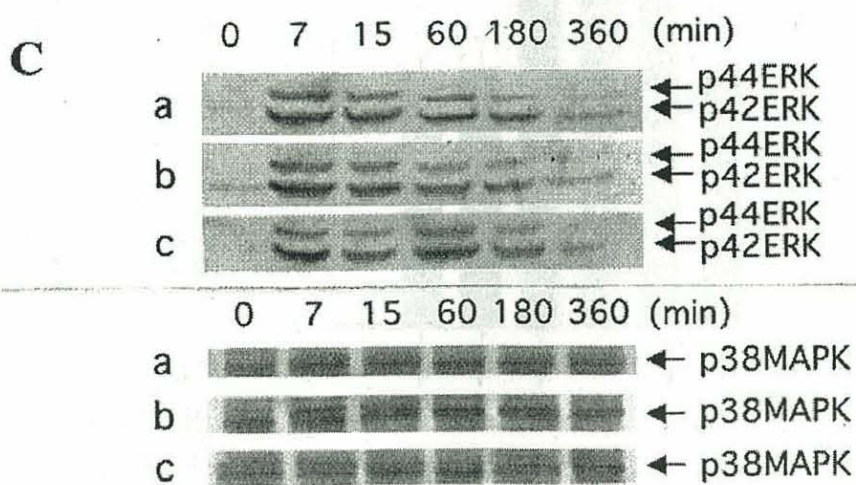 C
0 7 15 60 180 360 (min)
a
p44ERK
p42ERK
b
p44ERK
p42ERK
c
p44ERK
p42ERK
0 7 15 60 180 360 (min)
a p38MAPK
b p38MAPK
c p38MAPK